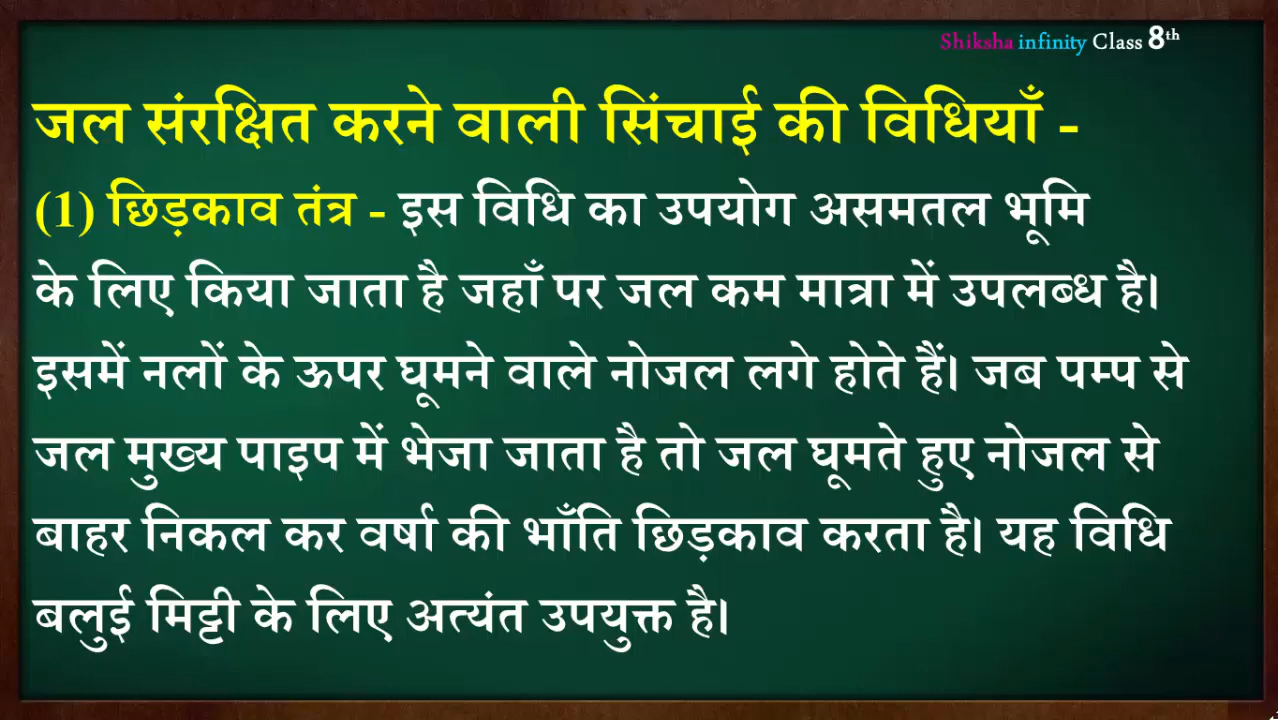 Shiksha infinity Class 8th
जल संरक्षित करने वाली सिंचाई की विधियाँ -
(1) छिड़काव तंत्र - इस विधि का उपयोग असमतल भूमि
के लिए किया जाता है जहाँ पर जल कम मात्रा में उपलब्ध है।
इसमें नलों के ऊपर घूमने वाले नोजल लगे होते हैं। जब पम्प से
जल मुख्य पाइप में भेजा जाता है तो जल घूमते हुए नोजल से
बाहर निकल कर वर्षा की भाँति छिड़काव करता है। यह विधि
बलुई मिट्टी के लिए अत्यंत उपयुक्त है।